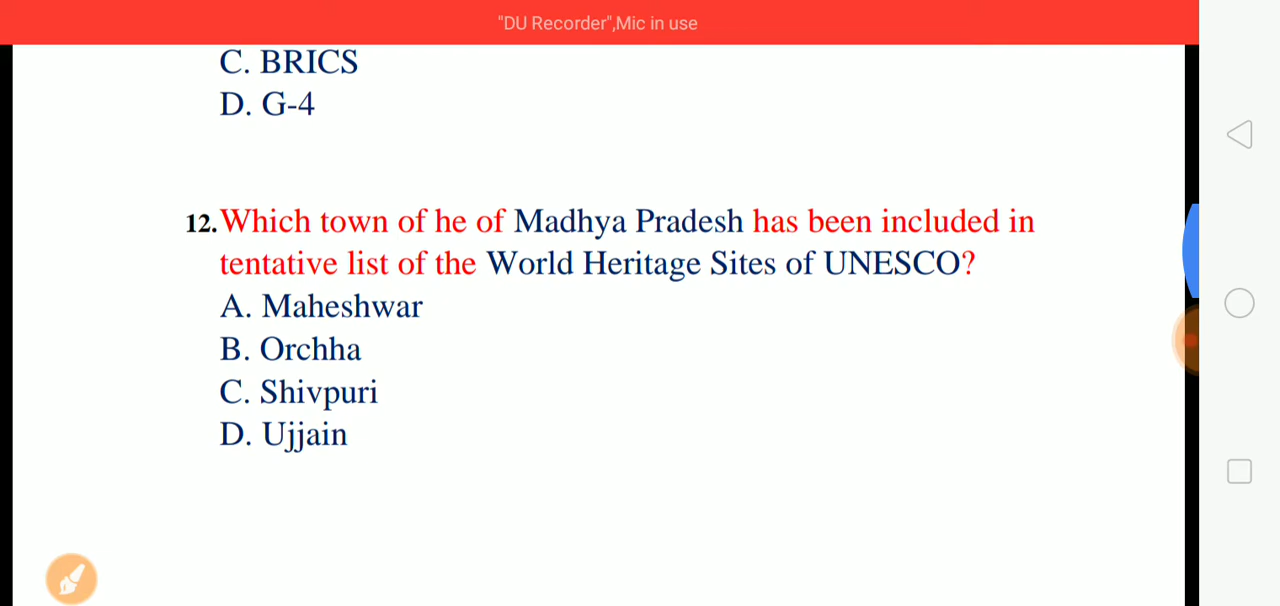 "DU Recorder",Mic in use
C. BRICS
D. G-4
12. Which town of he of Madhya Pradesh has been included in
tentative list of the World Heritage Sites of UNESCO?
A. Maheshwar
B. Orchha
C. Shivpuri
D. Ujjain